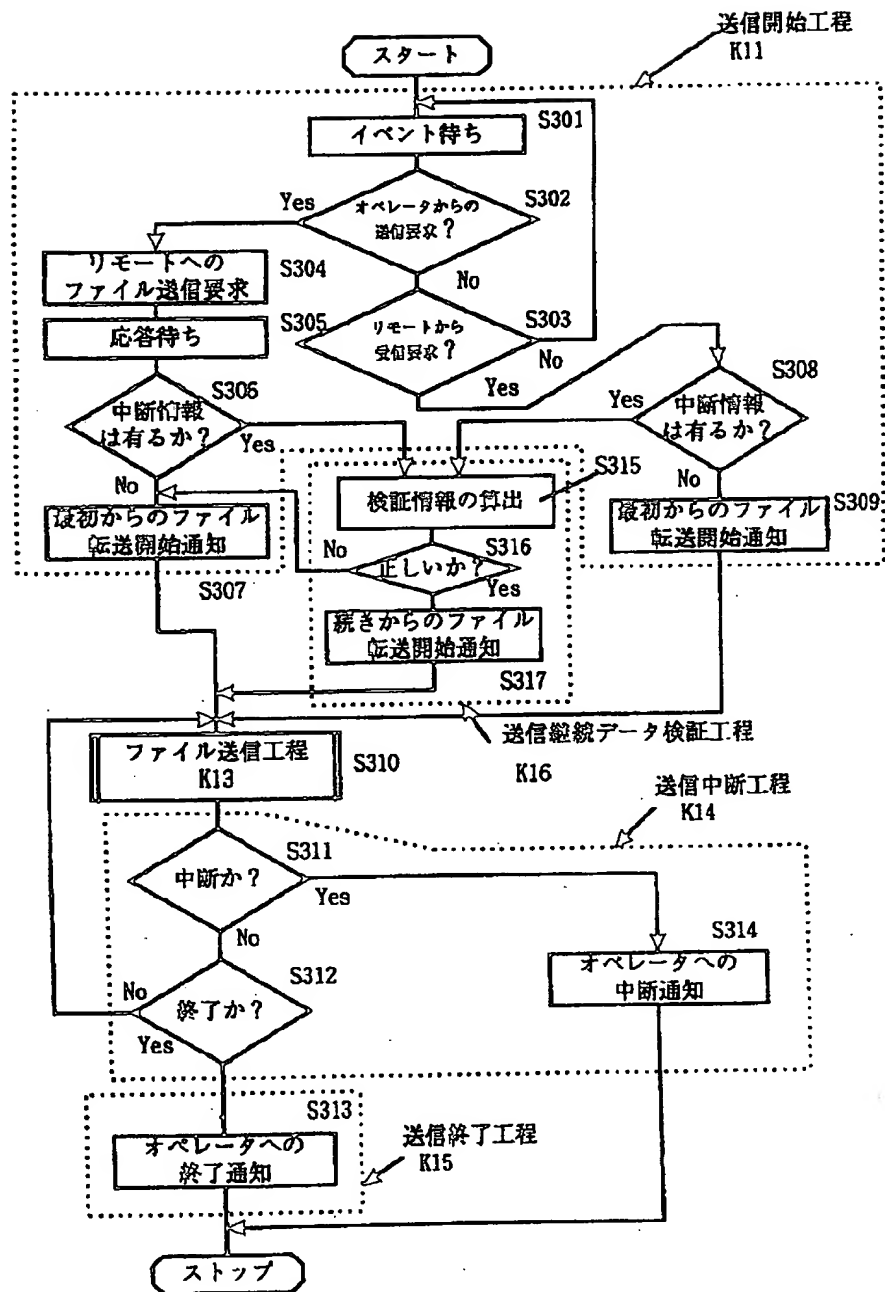 送信開始工程
K11
スタート
S301
イベント待ち
S302
オペレータからの
送信要求?
Yes
No
S304
リモートへの
ファイル送信要求
S305
応答待ち
S303
リモートから
受信要求?
No
Yes
S306
中断情報
は有るか?
Yes
No
S308
中断情報
は有るか?
Yes
No
S315
検証情報の算出
最初からのファイル
転送開始通知
S307
S309
最初からのファイル
転送開始通知
S316
正しいか?
No
Yes
続きからのファイル
転送開始通知
S317
送信継続データ検証工程
K16
ファイル送信工程
K13
S310
送信中断工程
K14
S311
中断か?
Yes
No
S314
オペレータへの
中断通知
S312
終了か?
No
Yes
S313
オペレータへの
終了通知
送信終了工程
K15
ストップ